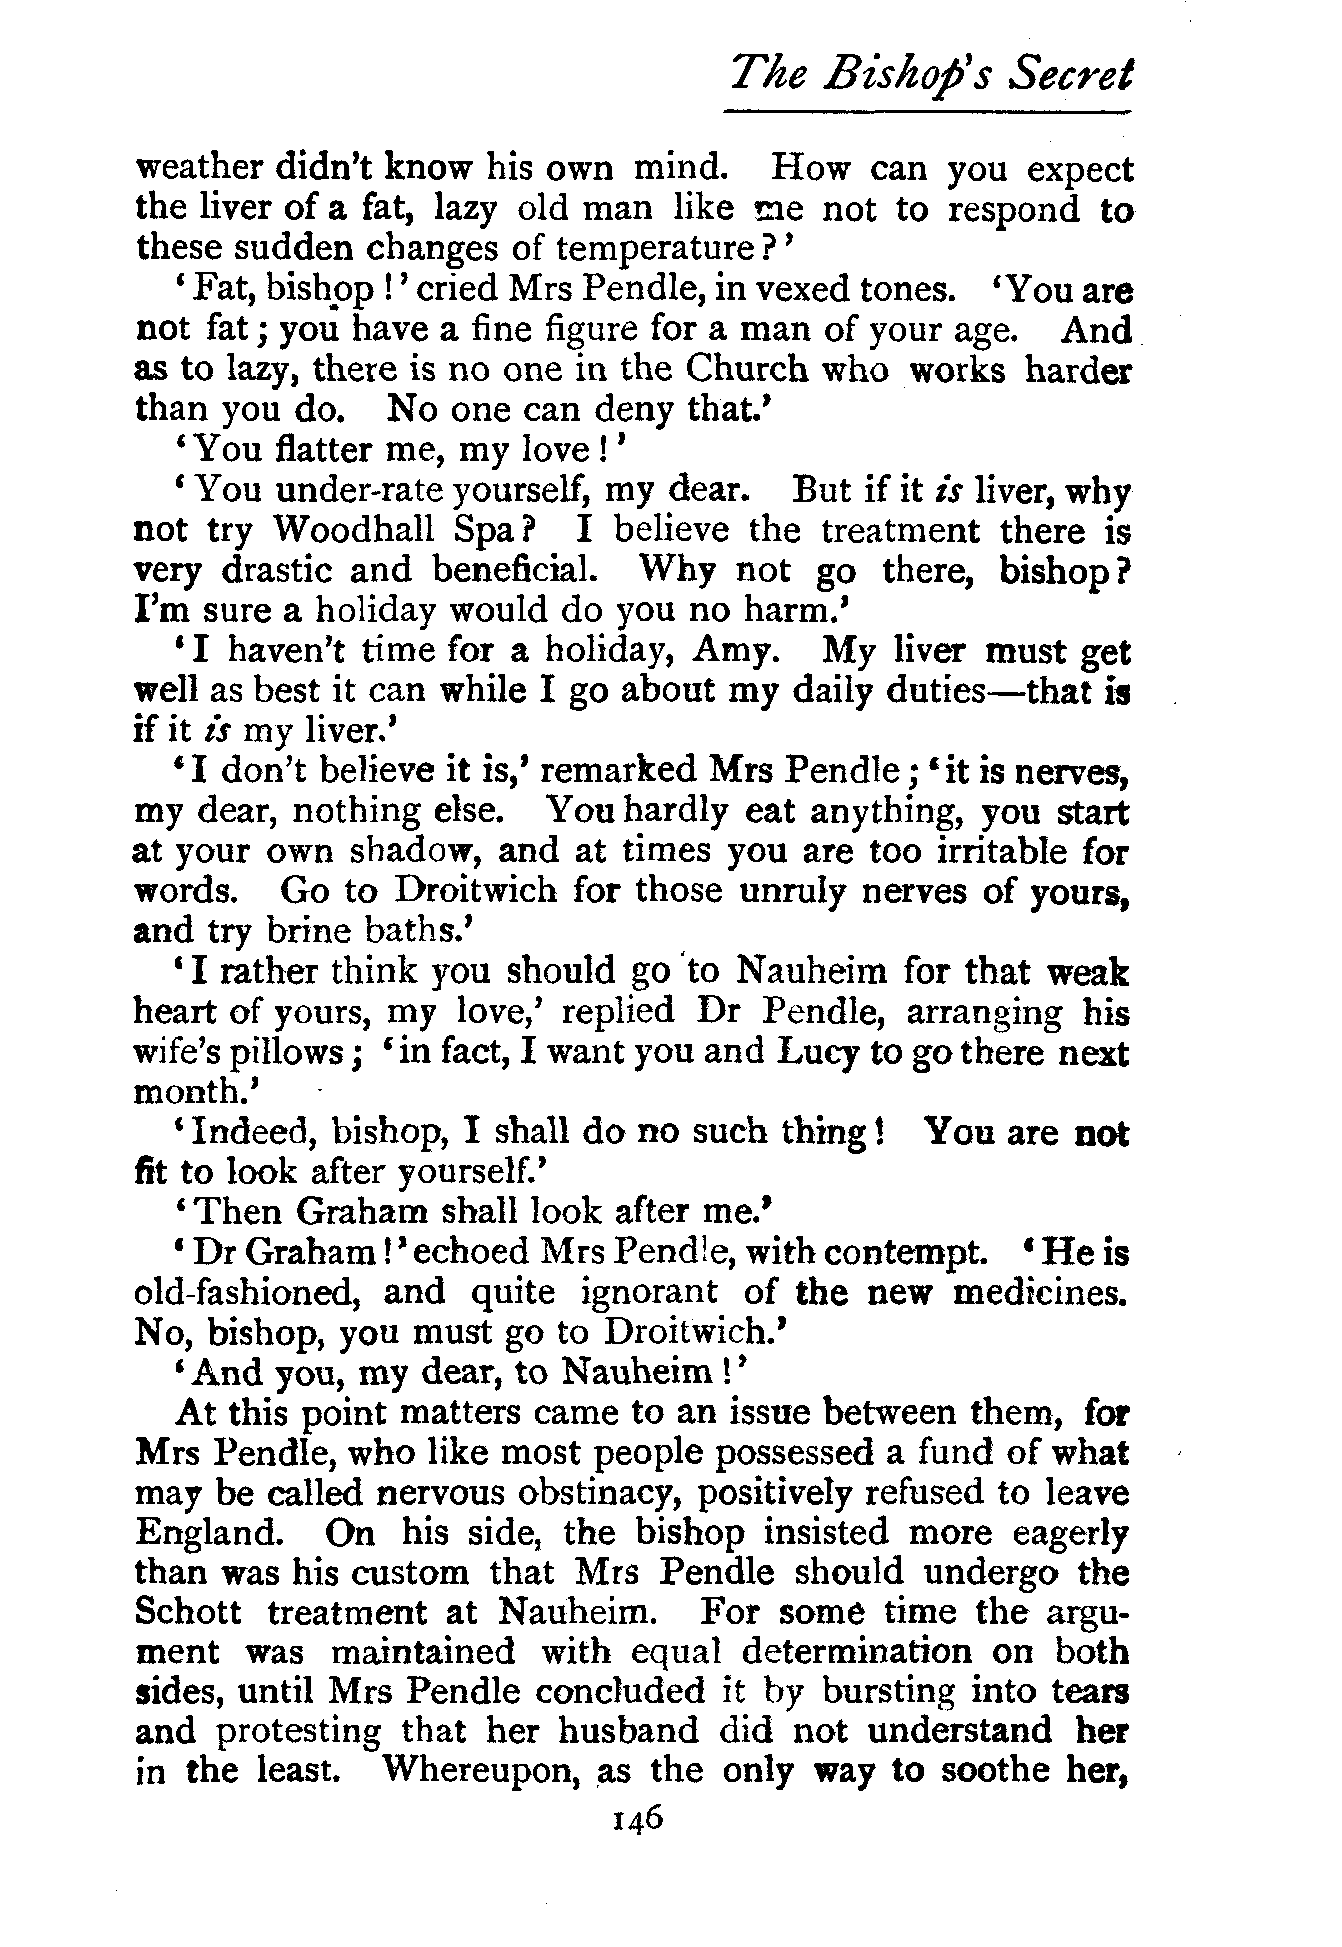 The Bishop's Secret
weather didn't know his own mind. How can you expect
the liver of a fat, lazy old man like me not to respond to
these sudden changes of temperature?'
'Fat, bishop!' cried Mrs Pendle, in vexed tones. 'You are
not fat; you have a fine figure for a man of your age. And
as to lazy, there is no one in the Church who works harder
than you do. No one can deny that.'
'You flatter me, my love!'
'You under-rate yourself, my dear. But if it is liver, why
not try Woodhall Spa? I believe the treatment there is
very drastic and beneficial. Why not go there, bishop?
I'm sure a holiday would do you no harm.'
'I haven't time for a holiday, Amy. My liver must get
well as best it can while I go about my daily duties—that is
if it is my liver.'
'I don't believe it is,' remarked Mrs Pendle; 'it is nerves,
my dear, nothing else. You hardly eat anything, you start
at your own shadow, and at times you are too irritable for
words. Go to Droitwich for those unruly nerves of yours,
and try brine baths.'
'I rather think you should go to Nauheim for that weak
heart of yours, my love,' replied Dr Pendle, arranging his
wife's pillows; 'in fact, I want you and Lucy to go there next
month.'
'Indeed, bishop, I shall do no such thing! You are not
fit to look after yourself.'
'Then Graham shall look after me.'
'Dr Graham!' echoed Mrs Pendle, with contempt. 'He is
old-fashioned, and quite ignorant of the new medicines.
No, bishop, you must go to Droitwich.'
'And you, my dear, to Nauheim!'
At this point matters came to an issue between them, for
Mrs Pendle, who like most people possessed a fund of what
may be called nervous obstinacy, positively refused to leave
England. On his side, the bishop insisted more eagerly
than was his custom that Mrs Pendle should undergo the
Schott treatment at Nauheim. For some time the argu-
ment was maintained with equal determination on both
sides, until Mrs Pendle concluded it by bursting into tears
and protesting that her husband did not understand her
in the least. Whereupon, as the only way to soothe her,
146